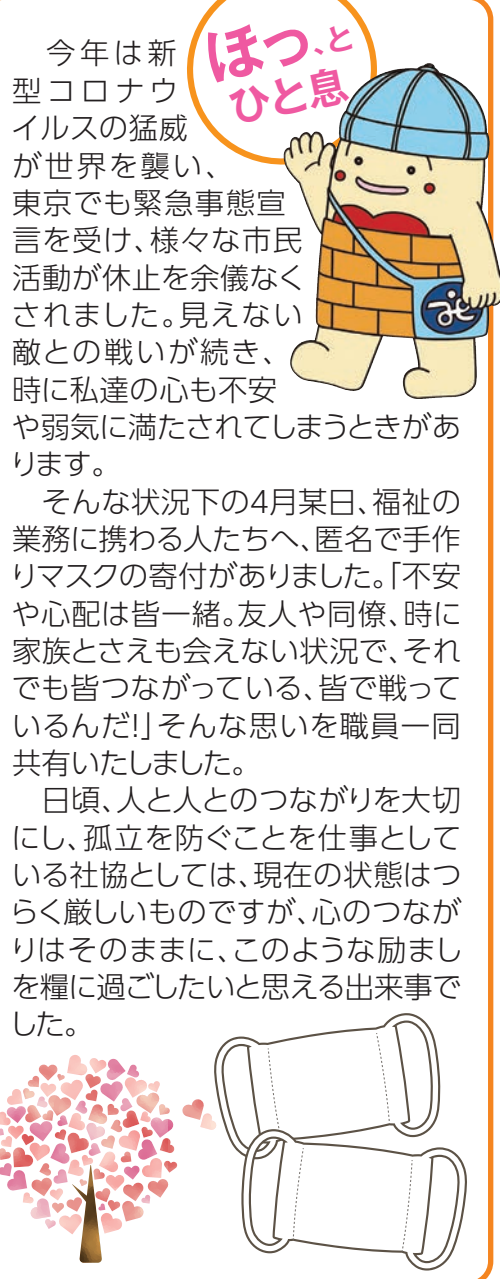 ほっ、と
ひと息
今年は新
型コロナウ
イルスの猛威
が世界を襲い、
東京でも緊急事態宣
言を受け、様々な市民
活動が休止を余儀なく
されました。見えない
敵との戦いが続き、
時に私達の心も不安
や弱気に満たされてしまうときがあ
ります。
そんな状況下の4月某日、福祉の
業務に携わる人たちへ、匿名で手作
りマスクの寄付がありました。「不安
や心配は皆一緒。友人や同僚、時に
家族とさえも会えない状況で、それ
でも皆つながっている、皆で戦って
いるんだ!」そんな思いを職員一同
共有いたしました。
日頃、人と人とのつながりを大切
にし、孤立を防ぐことを仕事として
いる社協としては、現在の状態はつ
らく厳しいものですが、心のつなが
りはそのままに、このような励まし
を糧に過ごしたいと思える出来事で
した。